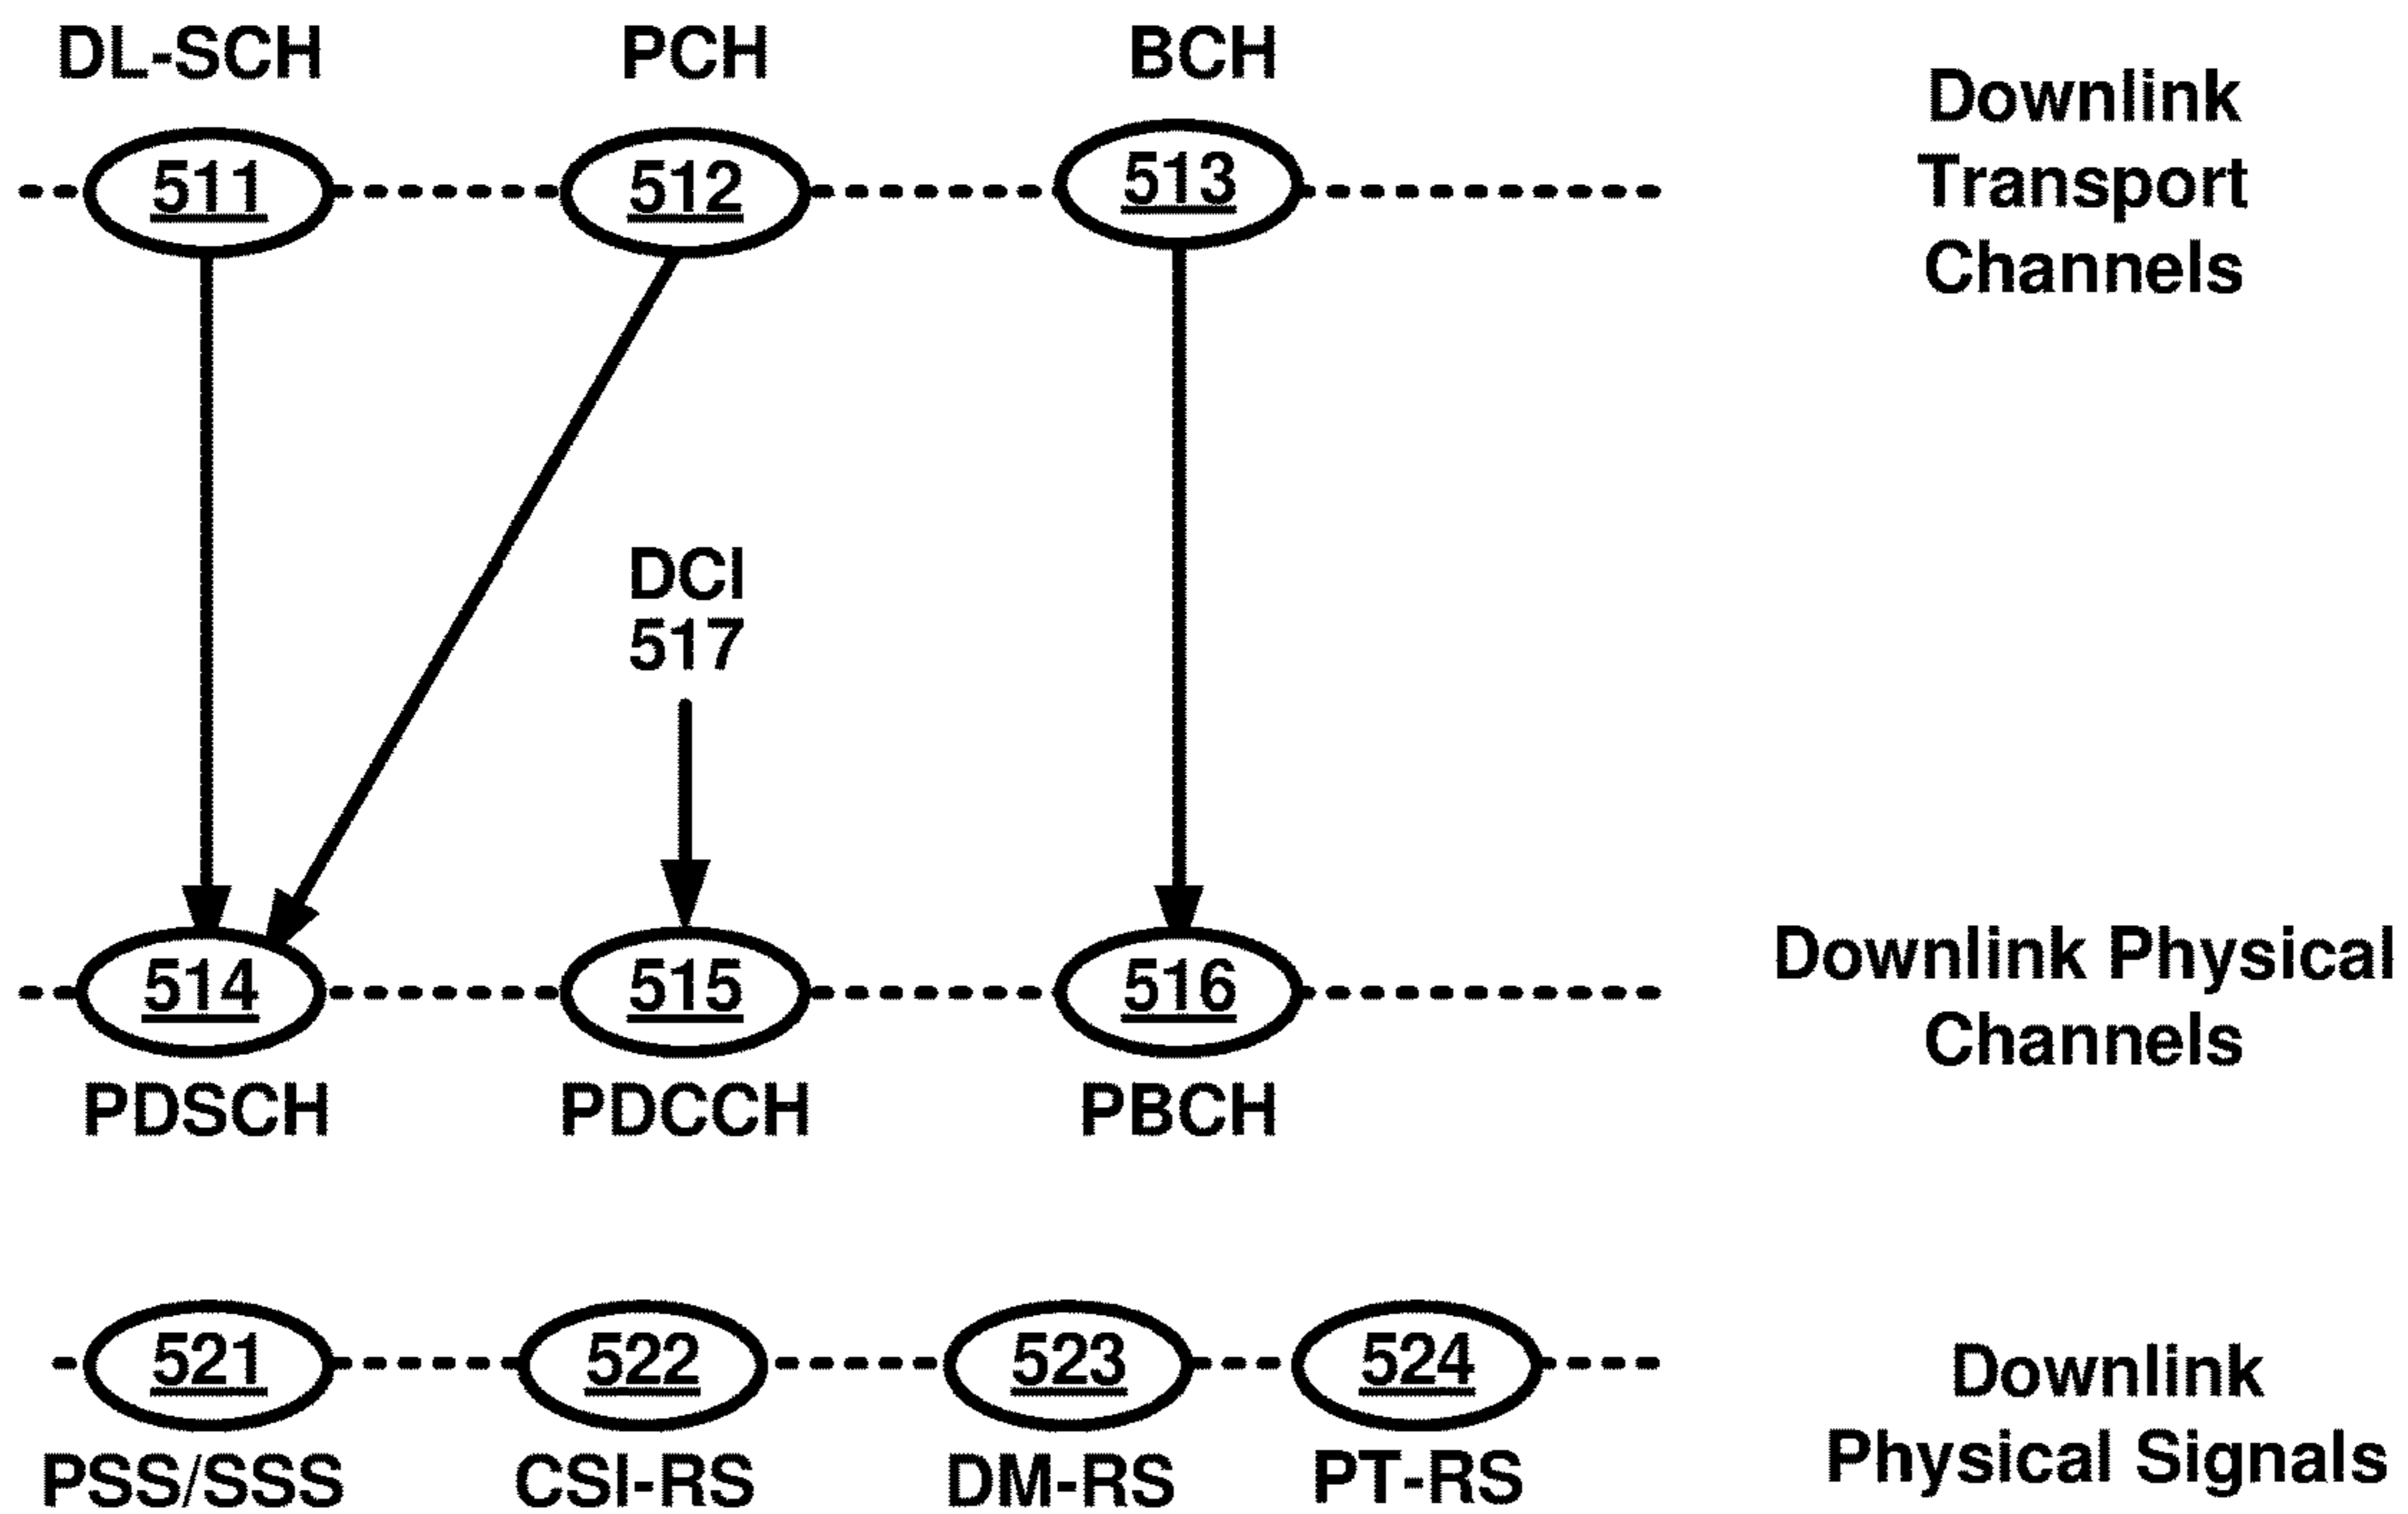 DL-SCH
PCH
BCH
511
512
513
Downlink
Transport
Channels
DCI
517
514
515
516
Downlink Physical
Channels
PDSCH
PDCCH
PBCH
521
522
523
524
Downlink
Physical Signals
PSS/SSS
CSI-RS
DM-RS
PT-RS